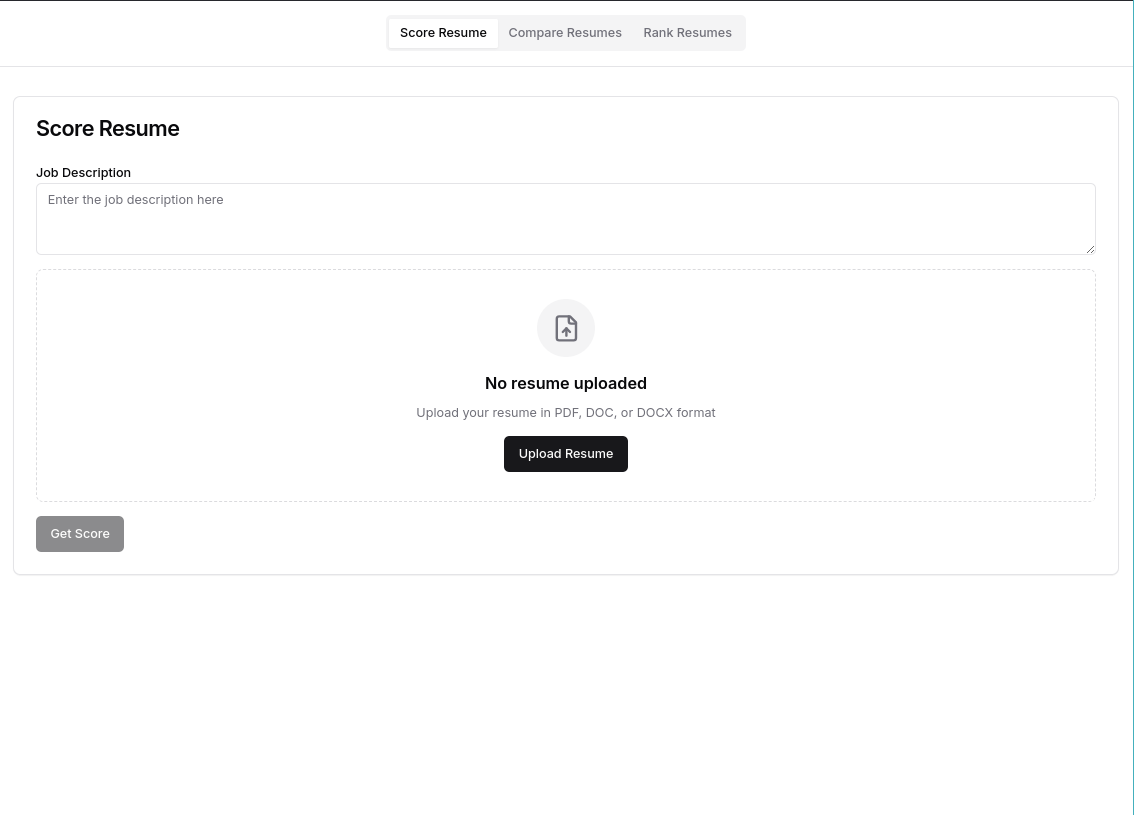 Score Resume Compare Resumes Rank Resumes
Score Resume
Job Description
Enter the job description here
No resume uploaded
Upload your resume in PDF, DOC, or DOCX format
Upload Resume
Get Score